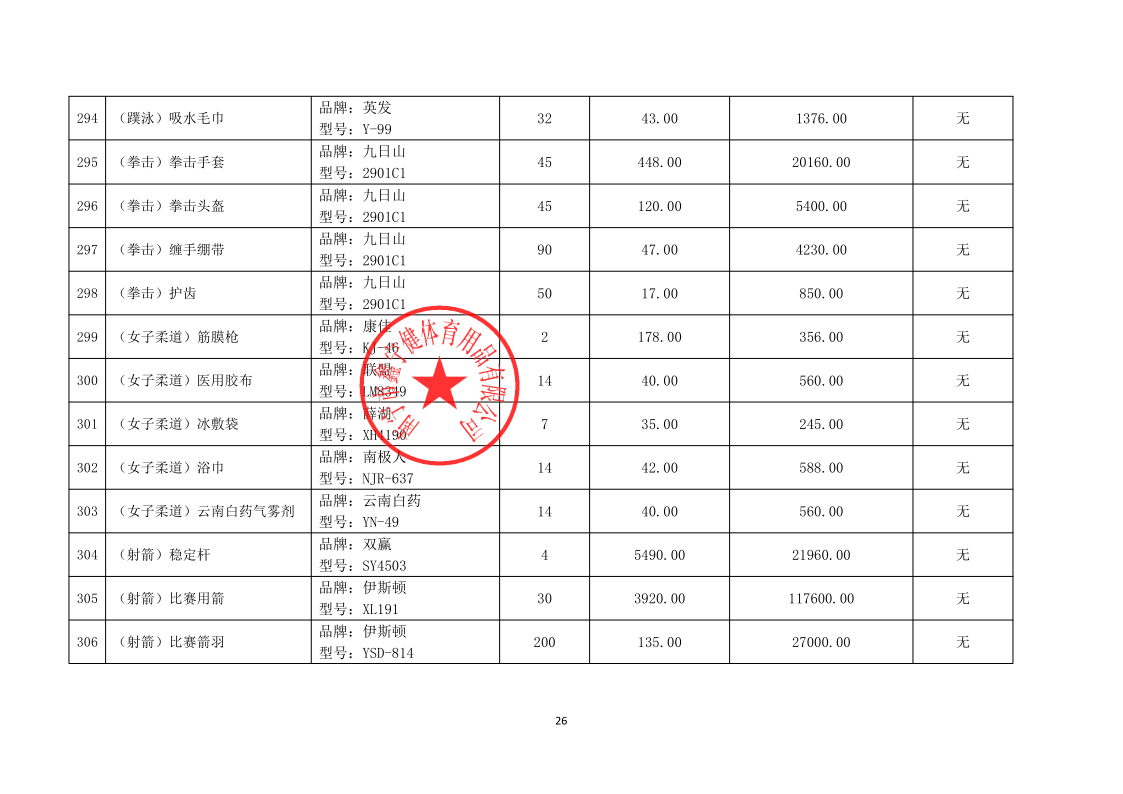 294 （蹼泳）吸水毛巾 品牌：英发 32 43.00 1376.00 无
型号：Y-99
295 （拳击）拳击手套 品牌：九日山 45 448.00 20160.00 无
型号：2901C1
296 （拳击）拳击头盔 品牌：九日山 45 120.00 5400.00 无
型号：2901C1
297 （拳击）缠手绷带 品牌：九日山 90 47.00 4230.00 无
型号：2901C1
298 （拳击）护齿 品牌：九日山 50 17.00 850.00 无
型号：2901C1
299 （女子柔道）筋膜枪 品牌：康佳 2 178.00 356.00 无
型号：KJ-46
300 （女子柔道）医用胶布 品牌：联盟 14 40.00 560.00 无
型号：LM8349
301 （女子柔道）冰敷袋 品牌：薛湖 7 35.00 245.00 无
型号：XH4190
302 （女子柔道）浴巾 品牌：南极人 14 42.00 588.00 无
型号：NJR-637
303 （女子柔道）云南白药气雾剂 品牌：云南白药 14 40.00 560.00 无
型号：YN-49
304 （射箭）稳定杆 品牌：双赢 4 5490.00 21960.00 无
型号：SY4503
305 （射箭）比赛用箭 品牌：伊斯顿 30 3920.00 117600.00 无
型号：XL191
306 （射箭）比赛箭羽 品牌：伊斯顿 200 135.00 27000.00 无
型号：YSD-814
健体育用品有限公司
26